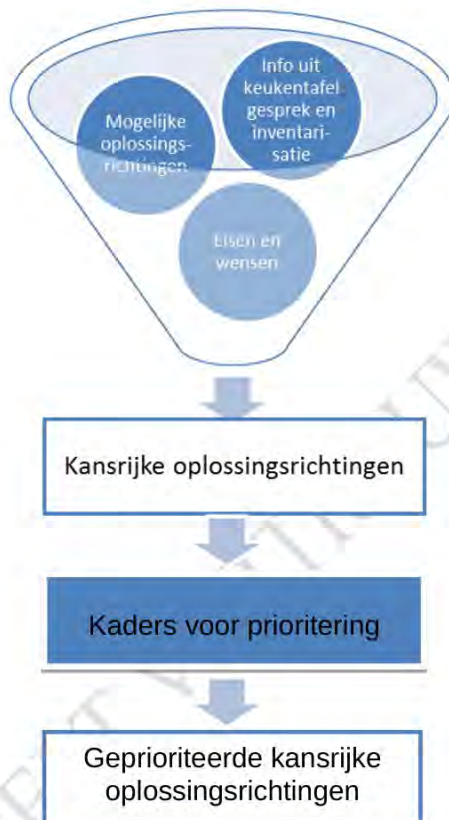 Info uit
keukentafel
gesprek en
inventari-
satie
Mogelijke
oplossings-
richtingen
Eisen en
wensen
Kansrijke oplossingsrichtingen
Kaders voor prioritering
Geprioriteerde kansrijke
oplossingsrichtingen